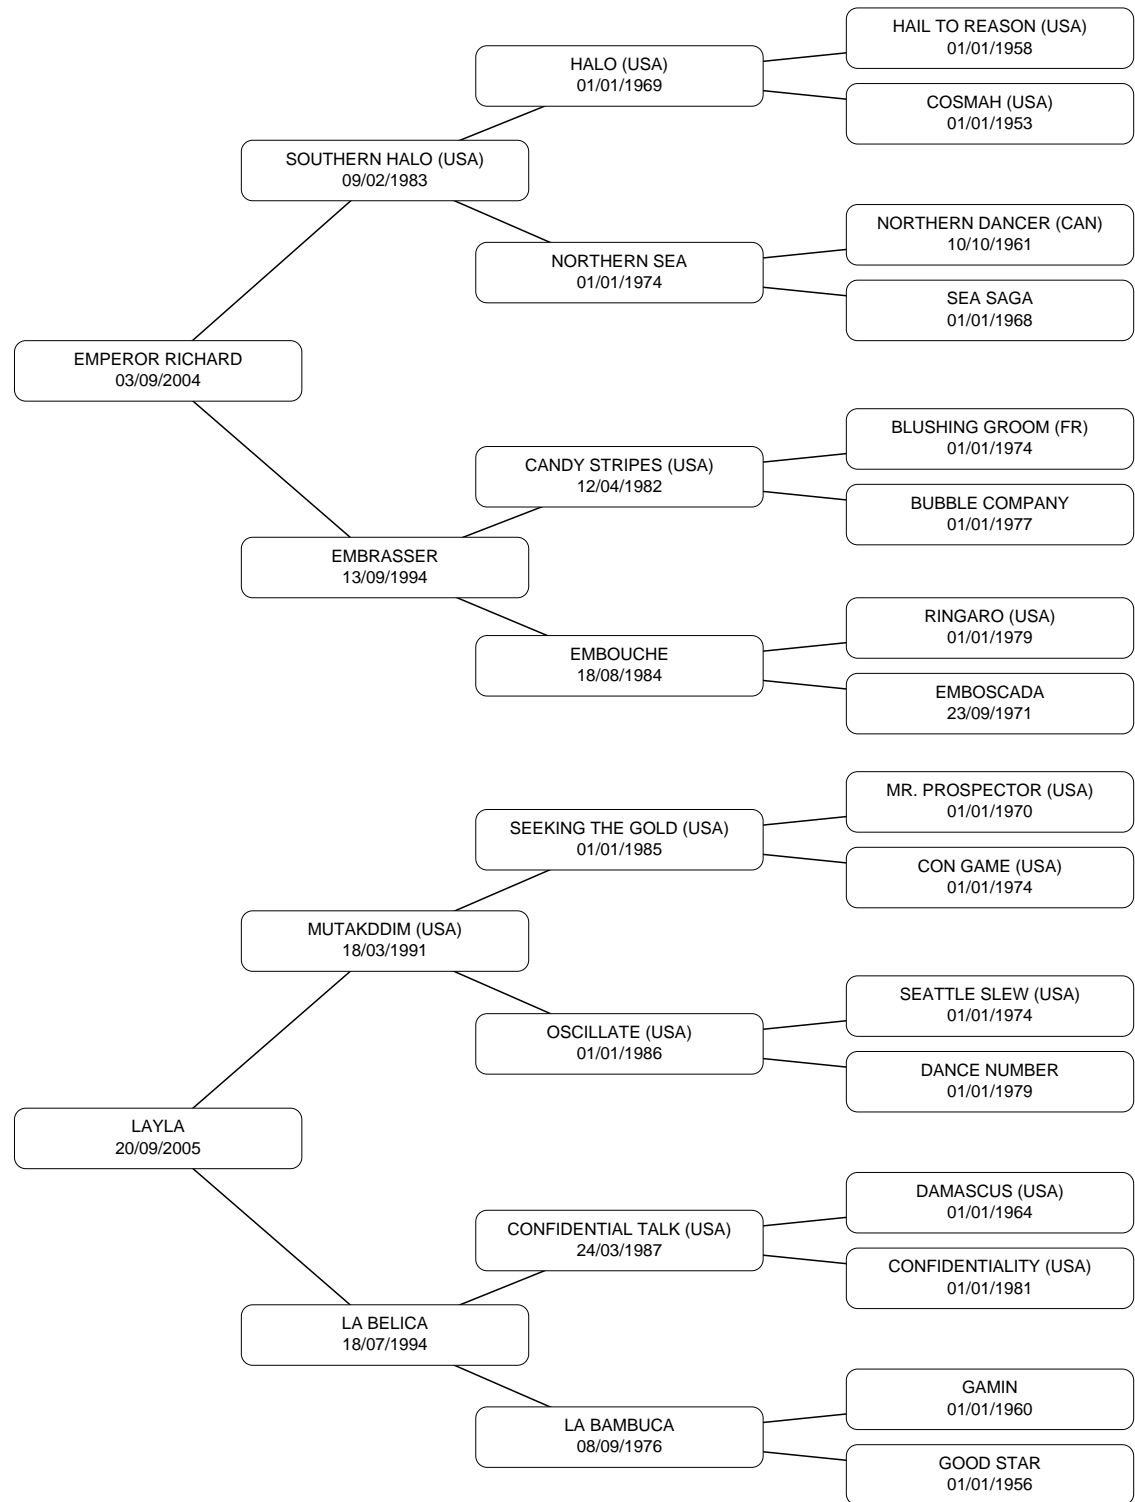 HAIL TO REASON (USA)
01/01/1958
HALO (USA)
01/01/1969
COSMAH (USA)
01/01/1953
SOUTHERN HALO (USA)
09/02/1983
NORTHERN DANCER (CAN)
10/10/1961
NORTHERN SEA
01/01/1974
SEA SAGA
01/01/1968
EMPEROR RICHARD
03/09/2004
BLUSHING GROOM (FR)
01/01/1974
CANDY STRIPES (USA)
12/04/1982
BUBBLE COMPANY
01/01/1977
EMBRASSER
13/09/1994
RINGARO (USA)
01/01/1979
EMBOUCHE
18/08/1984
EMBOSCADA
23/09/1971
MR. PROSPECTOR (USA)
01/01/1970
SEEKING THE GOLD (USA)
01/01/1985
CON GAME (USA)
01/01/1974
MUTAKDDIM (USA)
18/03/1991
SEATTLE SLEW (USA)
01/01/1974
OSCILLATE (USA)
01/01/1986
DANCE NUMBER
01/01/1979
LAYLA
20/09/2005
DAMASCUS (USA)
01/01/1964
CONFIDENTIAL TALK (USA)
24/03/1987
CONFIDENTIALITY (USA)
01/01/1981
LA BELICA
18/07/1994
GAMIN
01/01/1960
LA BAMBUCA
08/09/1976
GOOD STAR
01/01/1956